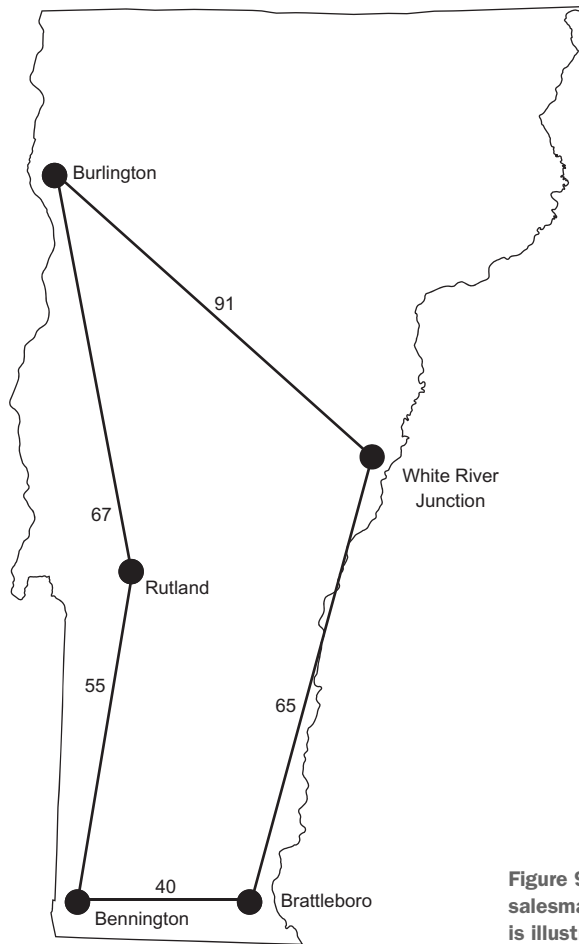 Burlington
91
White River
Junction
67
Rutland
55
65
40
Brattleboro
Bennington
Figure 9
salesma
is illust